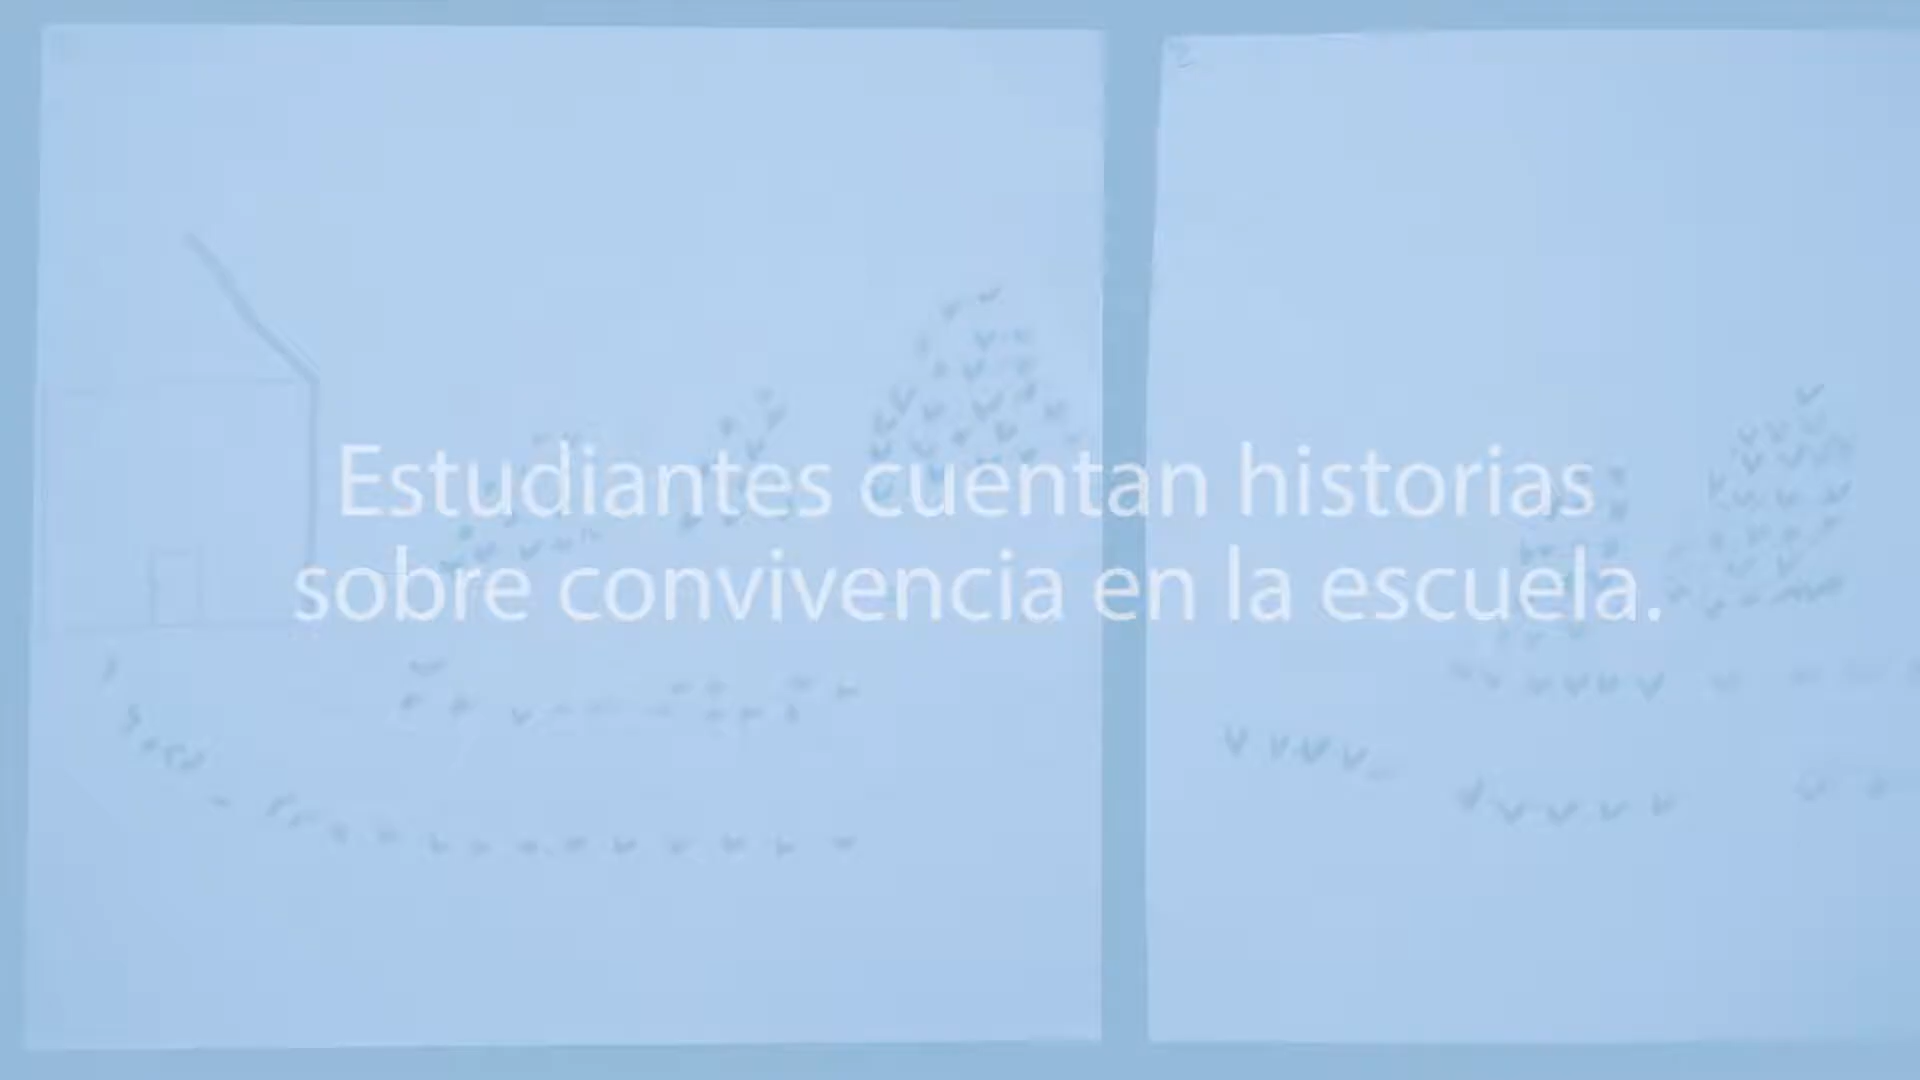 Estudiantes cuentan historias
sobre convivencia en la escuela.